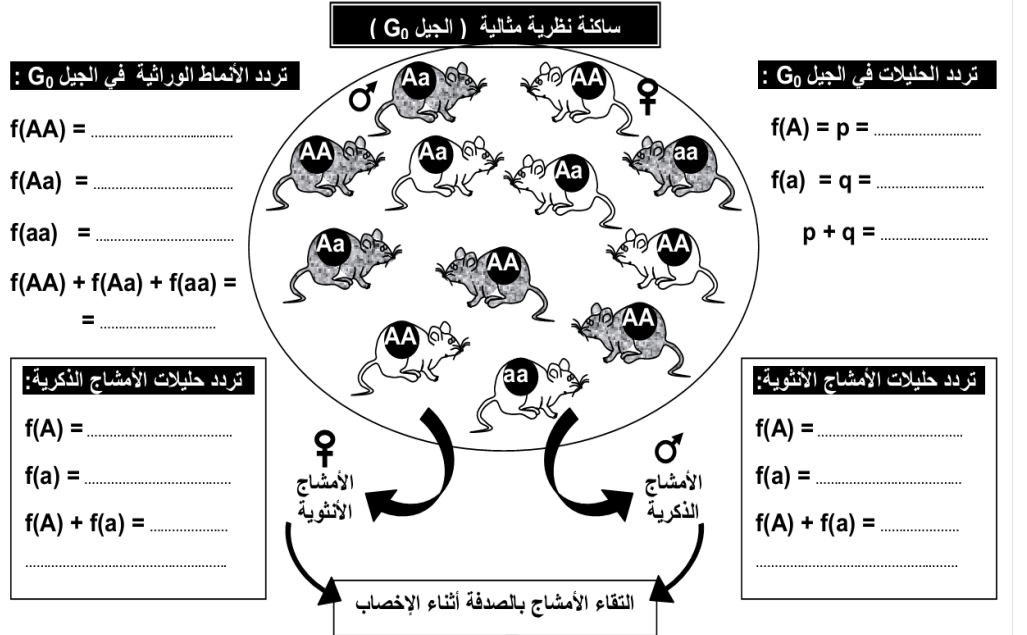 ساكنة نظرية مثالية ( الجيل G₀ )
تردد الحليلات في الجيل G₀ :
f(A) = p = ........................
f(a) = q = ........................
p + q = ........................
تردد الأنماط الوراثية في الجيل G₀ :
f(AA) = ................................
f(Aa) = ................................
f(aa) = ................................
f(AA) + f(Aa) + f(aa) =
= ..........................
♂
Aa
AA
♀
AA
Aa
Aa
aa
Aa
AA
AA
AA
AA
aa
تردد حليلات الأمشاج الأنثوية:
f(A) = ................................
f(a) = ................................
f(A) + f(a) = ..................
..............................................
♂
الأمشاج
الذكرية
♀
الأمشاج
الأنثوية
تردد حليلات الأمشاج الذكرية:
f(A) = ................................
f(a) = ................................
f(A) + f(a) = ..................
..............................................
التقاء الأمشاج بالصدفة أثناء الإخصاب